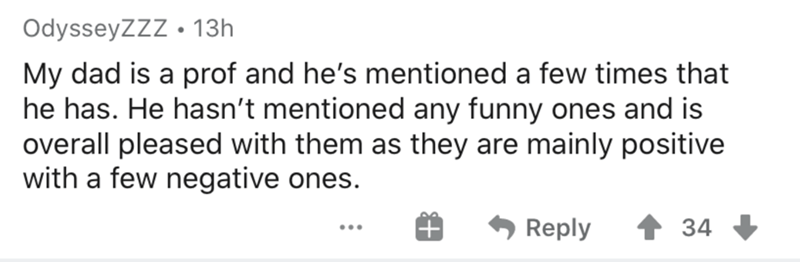 OdysseyZZZ • 13h
My dad is a prof and he's mentioned a few times that
he has. He hasn't mentioned any funny ones and is
overall pleased with them as they are mainly positive
with a few negative ones.
... Reply 34